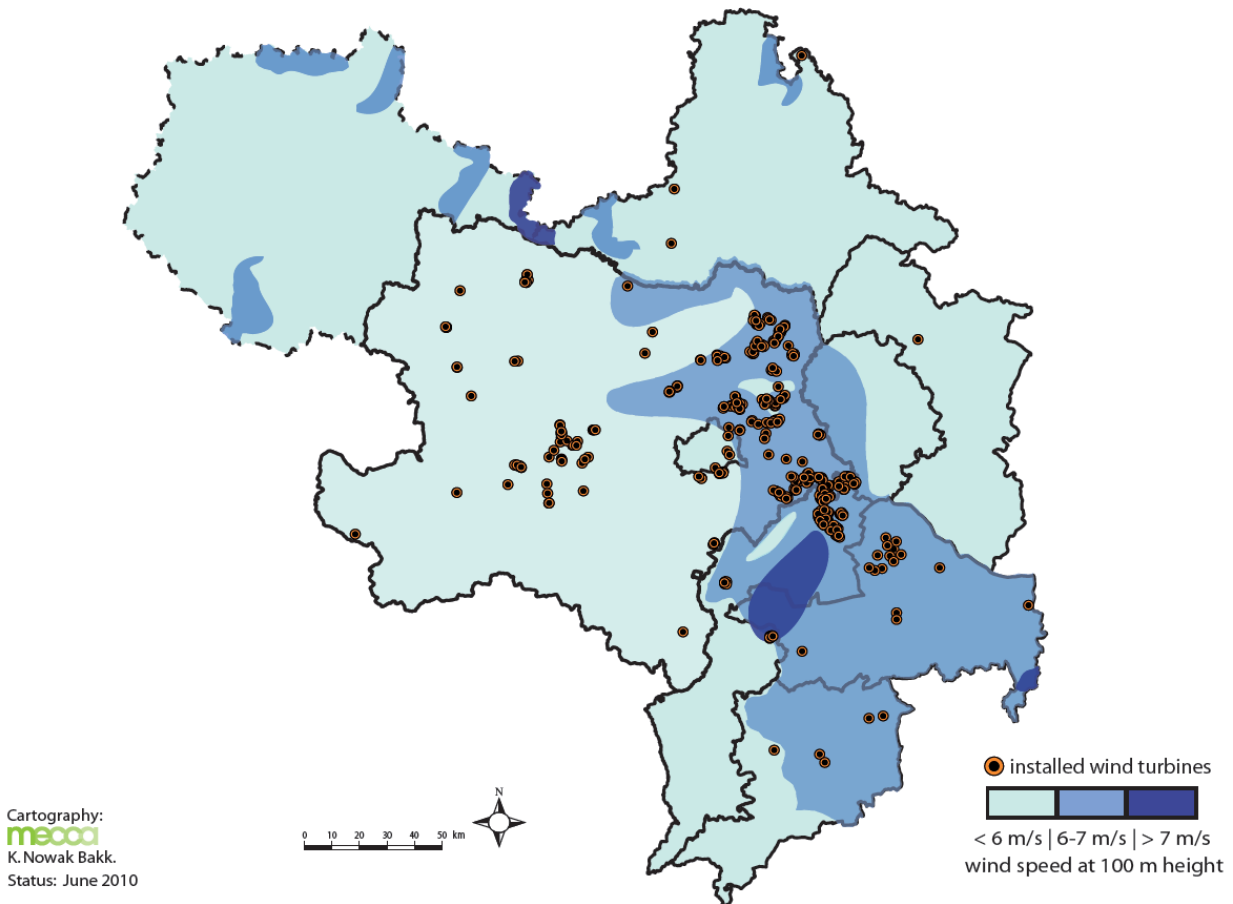 N
installed wind turbines
< 6 m/s | 6-7 m/s | > 7 m/s
wind speed at 100 m height
0 10 20 30 40 50 km
Cartography:
mecca
K. Nowak Bakk.
Status: June 2010